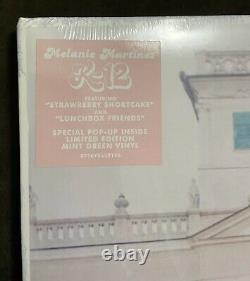 Melanie Martinez
K-12
FEATURING
"STRAWBERRY SHORTCAKE"
AND
"LUNCHBOX FRIENDS"
SPECIAL POP-UP INSIDE
LIMITED EDITION
MINT GREEN VINYL